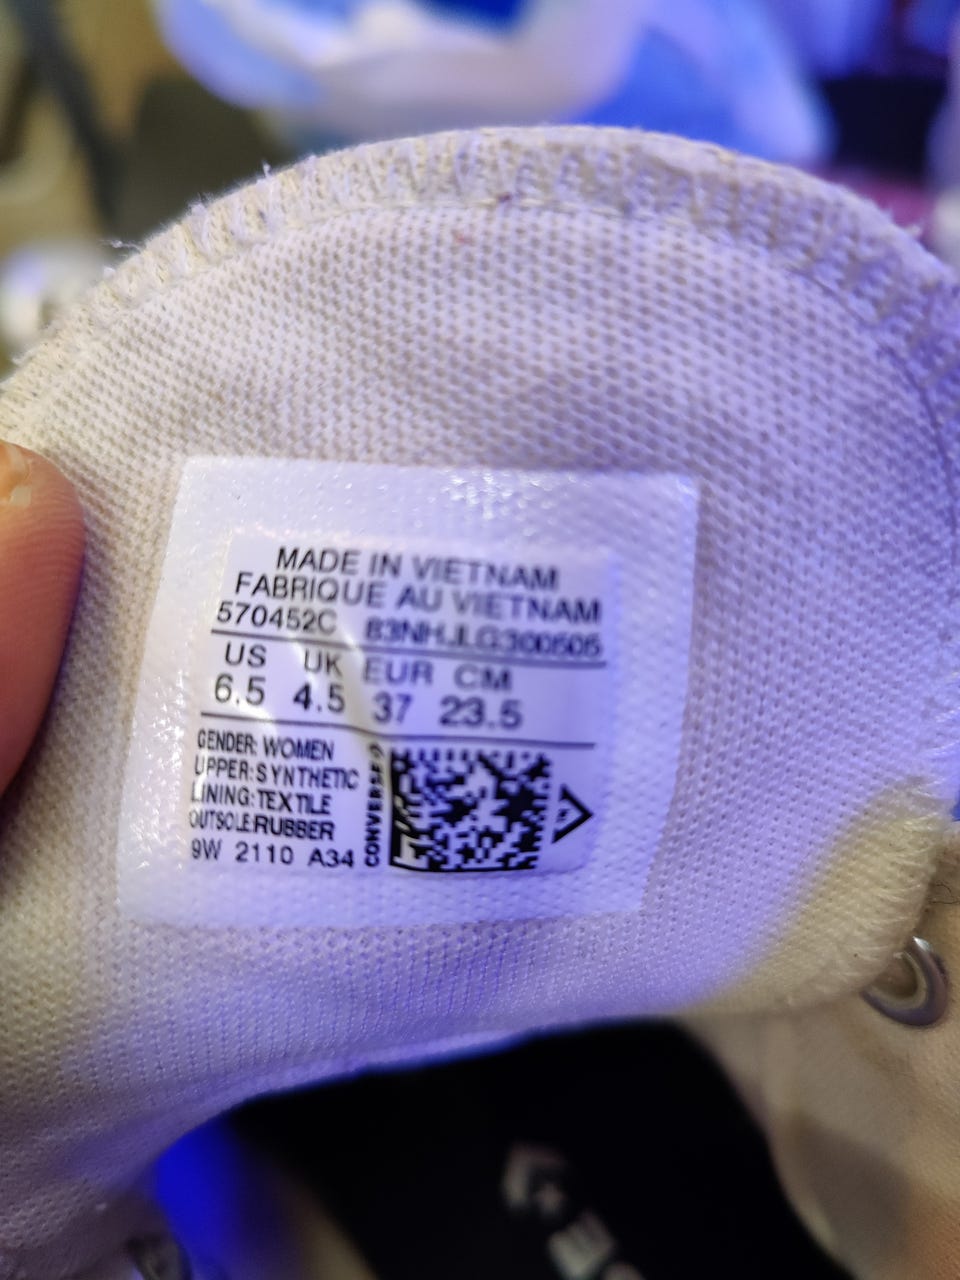 MADE IN VIETNAM
FABRIQUE AU VIETNAM
570452C 83NHJLG300505
US UK EUR CM
6.5 4.5 37 23.5
GENDER: WOMEN
UPPER:SYNTHETIC
LINING:TEXTILE
OUTSOLE:RUBBER
9W 2110 A34
CONVERSE